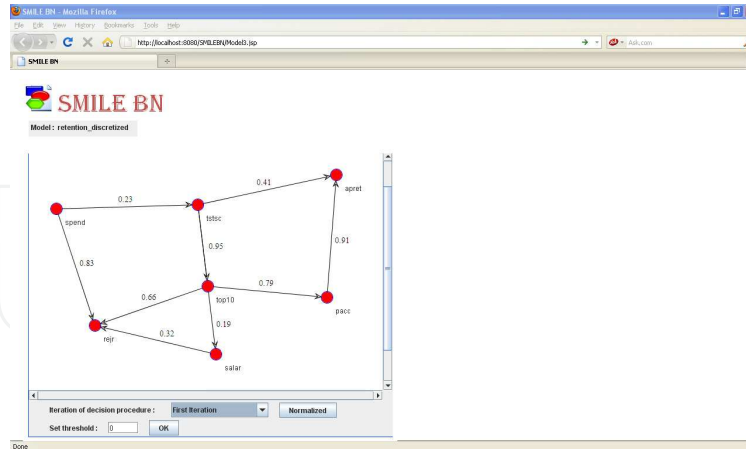 SMILE BN - Mozilla Firefox
File Edit View History Bookmarks Tools Help
http://localhost:8080/SMILEBN/Model3.jsp
Ask.com
SMILE BN
SMILE BN
Model : retention_discretized
0.41
apret
0.23
spend
tstsc
0.95
0.91
0.83
0.79
0.66
top10
pacc
0.19
rejr
0.32
salar
Iteration of decision procedure : First Iteration Normalized
Set threshold : 0 OK
Done